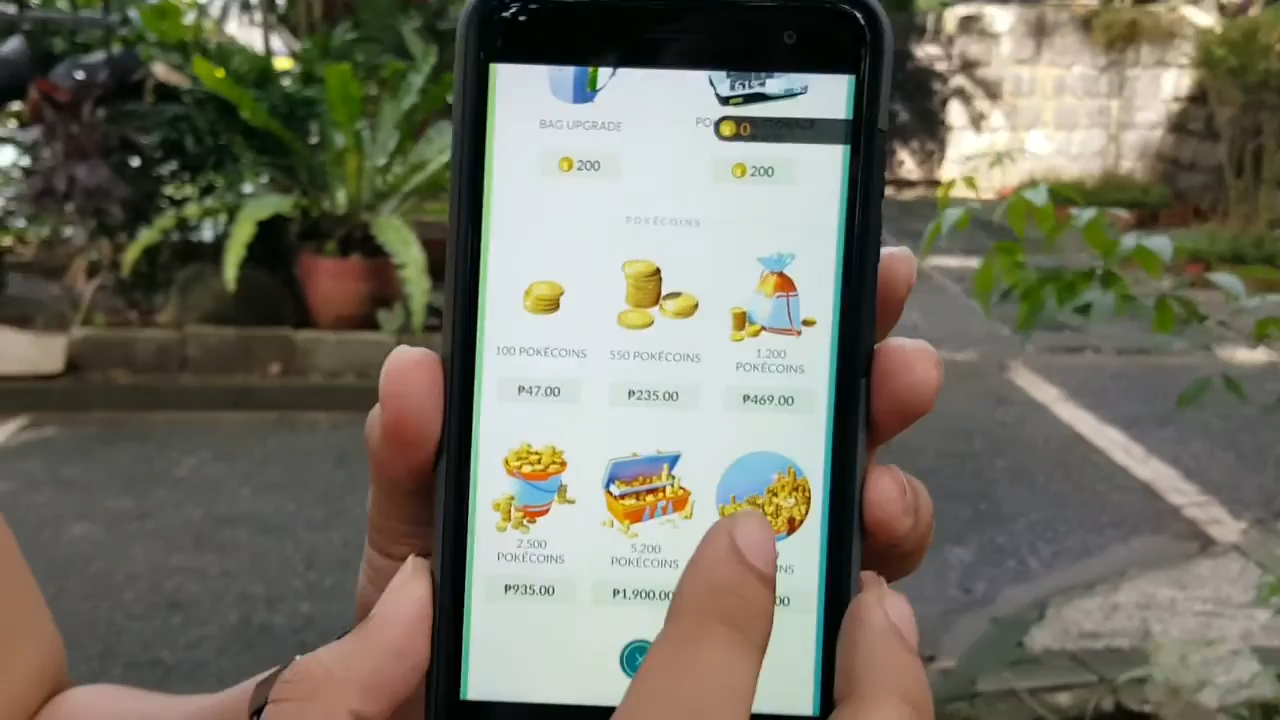 BAG UPGRADE
0
200
200
POKÉCOINS
100 POKÉCOINS
550 POKÉCOINS
1,200
POKÉCOINS
₱47.00
₱235.00
₱469.00
2,500
POKÉCOINS
5,200
POKÉCOINS
₱935.00
₱1,900.00